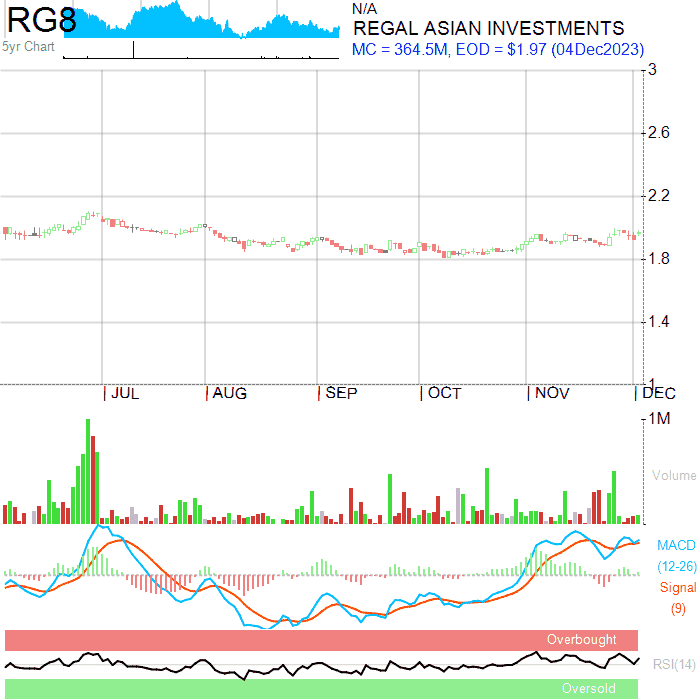 RG8
5yr Chart
N/A
REGAL ASIAN INVESTMENTS
MC = 364.5M, EOD = $1.97 (04Dec2023)
3
2.6
2.2
1.8
1.4
1
JUL AUG SEP OCT NOV DEC
1M
Volume
MACD
(12-26)
Signal
(9)
Overbought
RSI(14)
Oversold